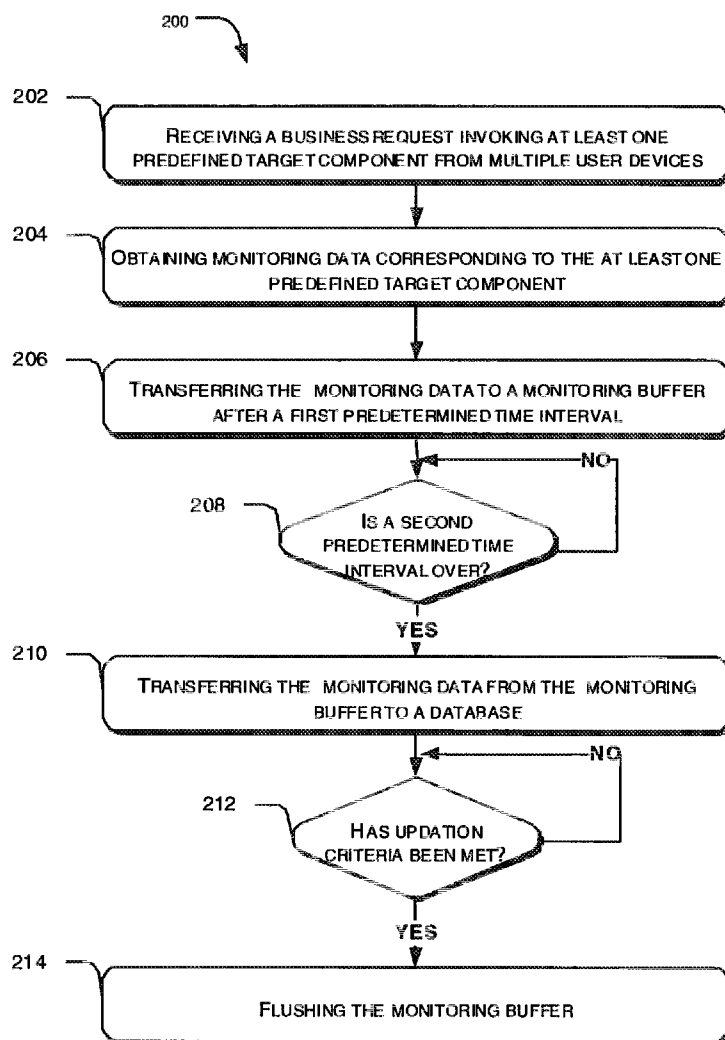 200
202
RECEIVING A BUSINESS REQUEST INVOKING AT LEAST ONE
PREDEFINED TARGET COMPONENT FROM MULTIPLE USER DEVICES
204
OBTAINING MONITORING DATA CORRESPONDING TO THE AT LEAST ONE
PREDEFINED TARGET COMPONENT
206
TRANSFERRING THE MONITORING DATA TO A MONITORING BUFFER
AFTER A FIRST PREDETERMINED TIME INTERVAL
NO
208
IS A SECOND
PREDETERMINED TIME
INTERVAL OVER?
YES
210
TRANSFERRING THE MONITORING DATA FROM THE MONITORING
BUFFER TO A DATABASE
NO
212
HAS UPDATION
CRITERIA BEEN MET?
YES
214
FLUSHING THE MONITORING BUFFER